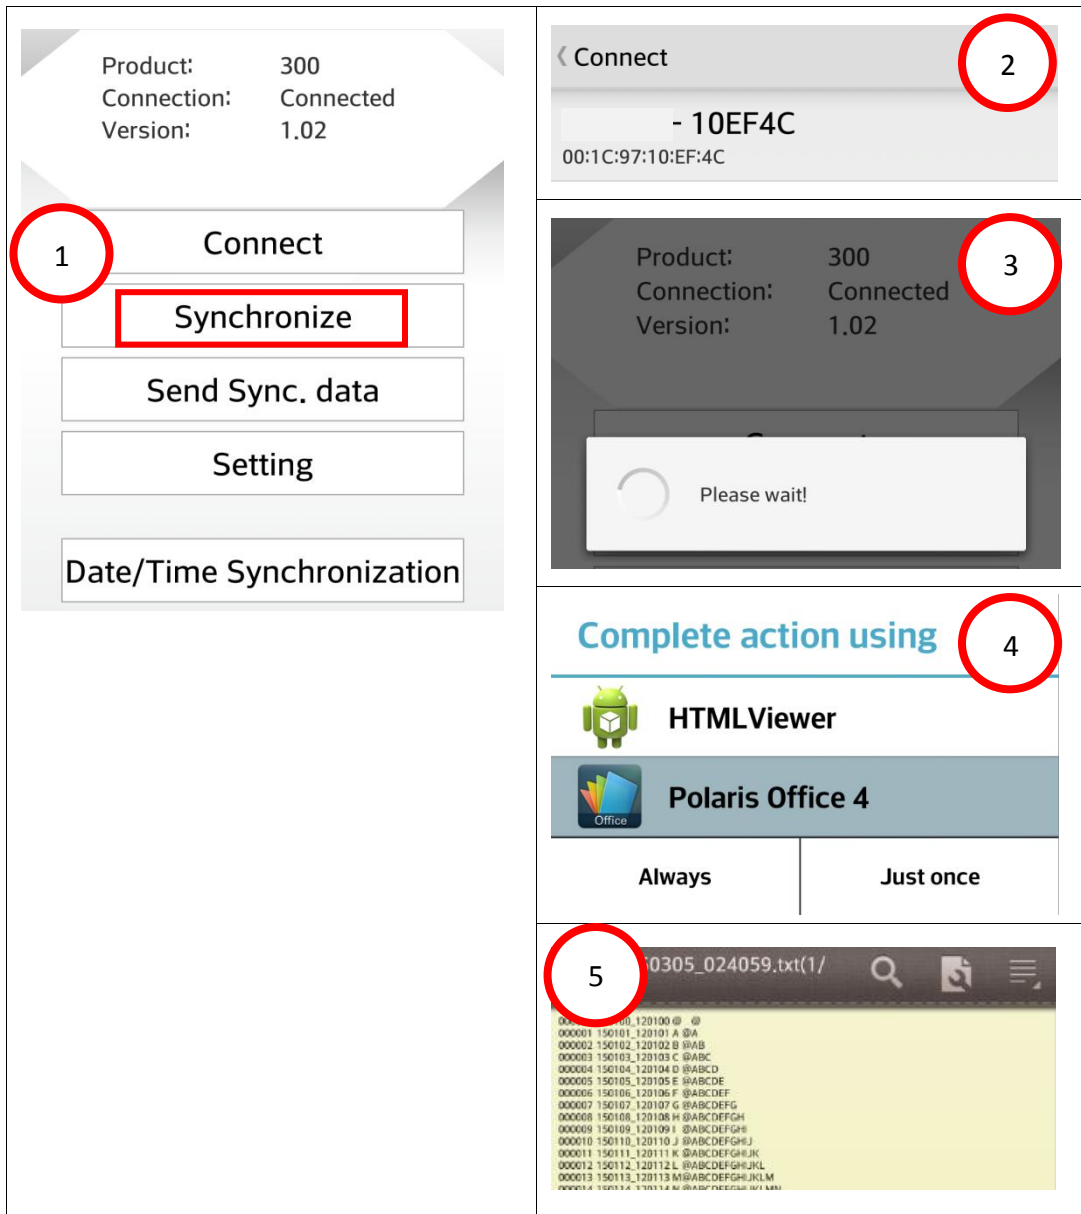 Product: 300
Connection: Connected
Version: 1.02
1
Connect
Synchronize
Send Sync. data
Setting
Date/Time Synchronization
Connect
2
- 10EF4C
00:1C:97:10:EF:4C
Product: 300
3
Connection: Connected
Version: 1.02
Please wait!
Complete action using
4
HTMLViewer
Office
Polaris Office 4
Always Just once
5
0305_024059.txt(1/
120100 @ @
000001 150101_120101 A @A
000002 150102_120102 B @AB
000003 150103_120103 C @ABC
000004 150104_120104 D @ABCD
000005 150105_120105 E @ABCDE
000006 150106_120106 F @ABCDEF
000007 150107_120107 G @ABCDEFG
000008 150108_120108 H @ABCDEFGH
000009 150109_120109 I @ABCDEFGHI
000010 150110_120110 J @ABCDEFGHIJ
000011 150111_120111 K @ABCDEFGHIJK
000012 150112_120112 L @ABCDEFGHIJKL
000013 150113_120113 M @ABCDEFGHIJKLM